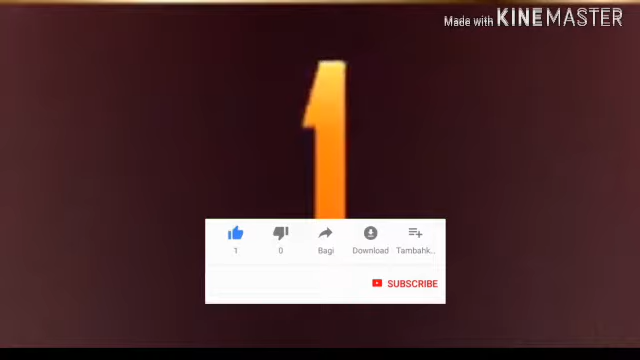 Made with KINEMASTER
1
1 0 Bagi Download Tambahk...
SUBSCRIBE